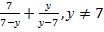 7/(7−y) + y/(y−7), y ≠ 7